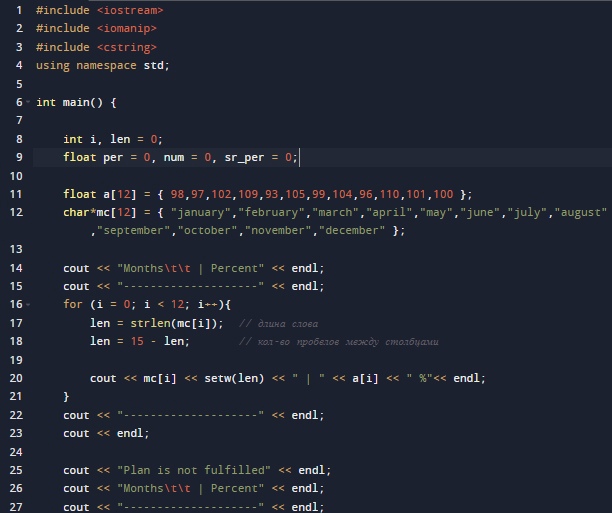 1 #include <iostream>
2 #include <iomanip>
3 #include <cstring>
4 using namespace std;
5
6 int main() {
7
8 int i, len = 0;
9 float per = 0, num = 0, sr_per = 0;
10
11 float a[12] = { 98,97,102,109,93,105,99,104,96,110,101,100 };
12 char*mc[12] = { "january","february","march","april","may","june","july","august"
,"september","october","november","december" };
13
14 cout << "Months\t\t | Percent" << endl;
15 cout << "--------------------" << endl;
16 for (i = 0; i < 12; i++){
17 len = strlen(mc[i]); // длина слова
18 len = 15 - len; // кол-во пробелов между столбцами
19
20 cout << mc[i] << setw(len) << " | " << a[i] << " %"<< endl;
21 }
22 cout << "--------------------" << endl;
23 cout << endl;
24
25 cout << "Plan is not fulfilled" << endl;
26 cout << "Months\t\t | Percent" << endl;
27 cout << "--------------------" << endl;